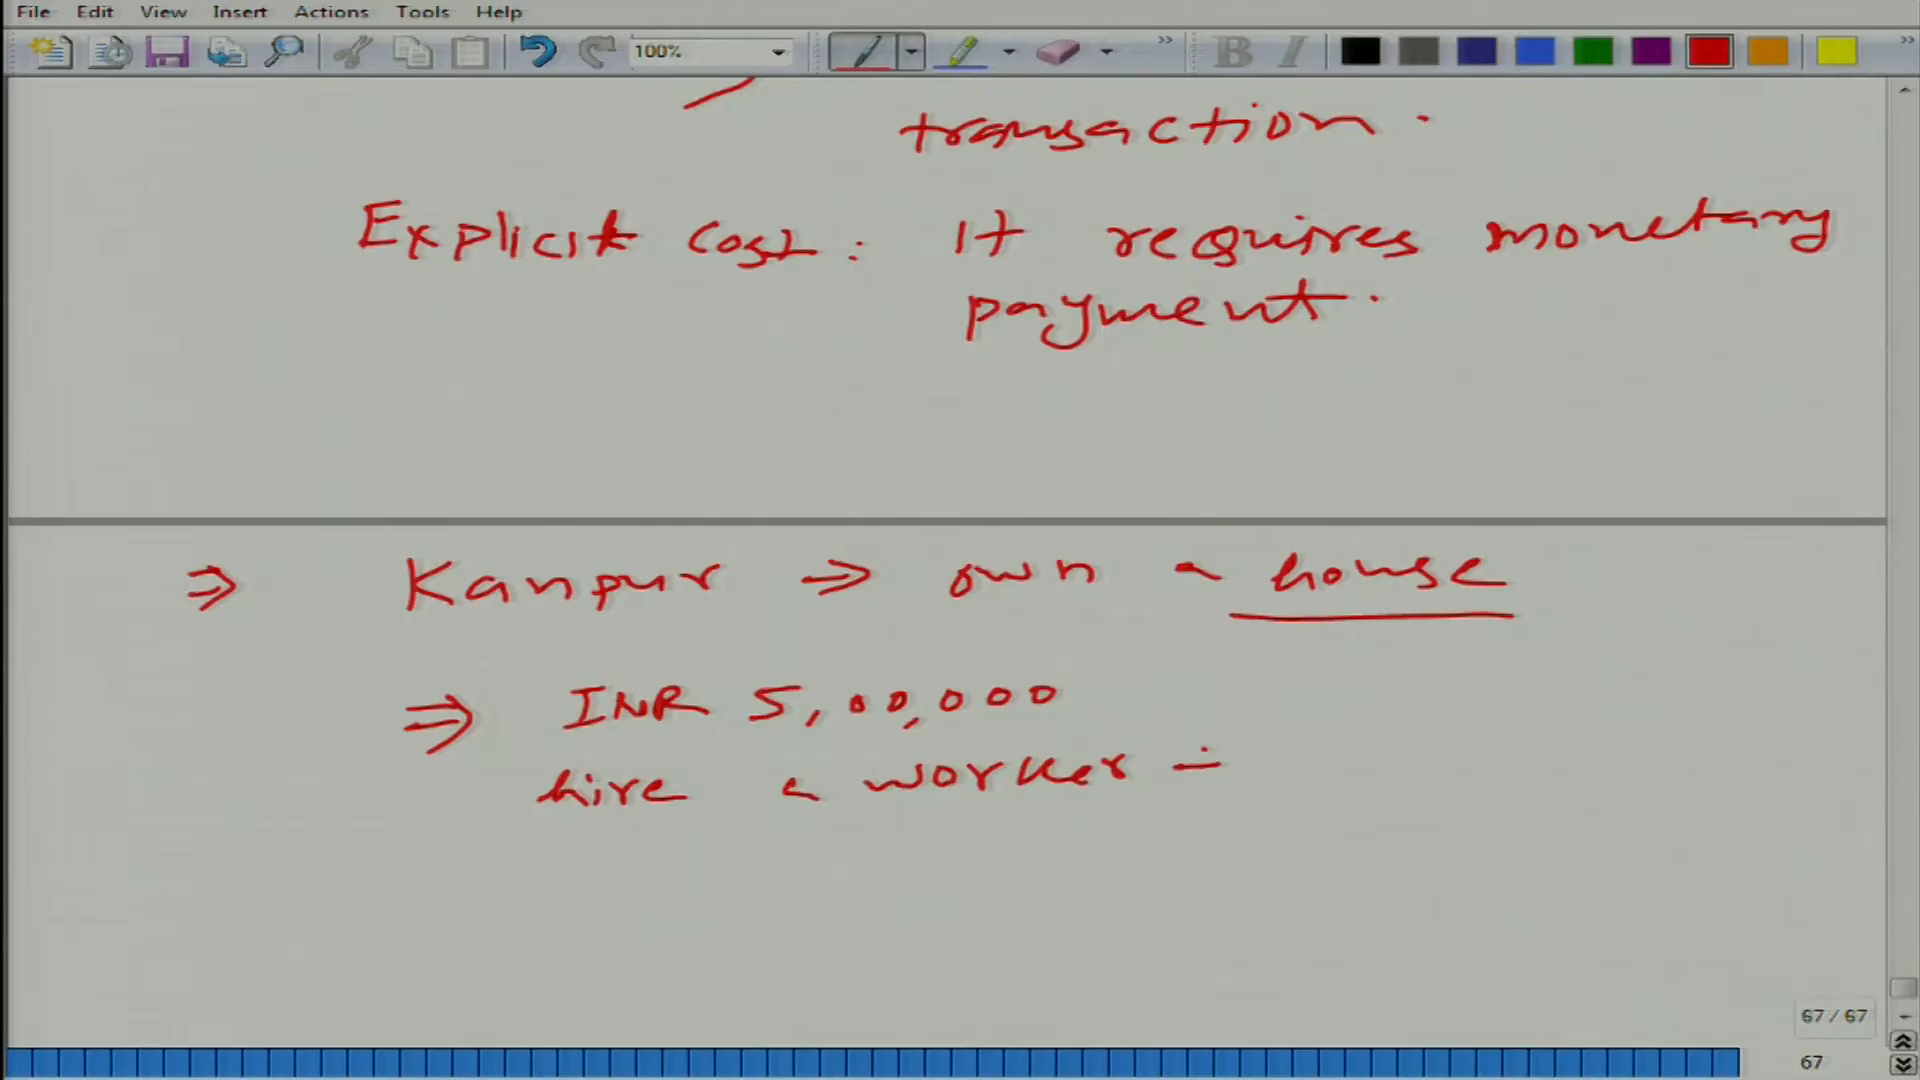 File Edit View Insert Actions Tools Help
100%
B I
transaction.
Explicit cost: It requires monetary
payment.
⇒ Kanpur ⇒ own a house
⇒ INR 5,00,000
hire a worker ∸
67 / 67
67